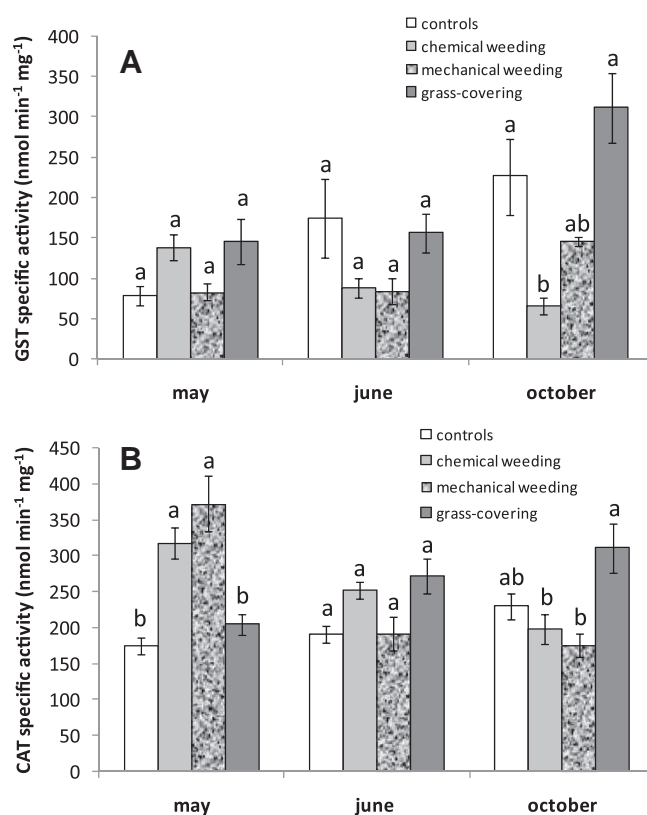 controls
chemical weeding
mechanical weeding
grass-covering
A
GST specific activity (nmol min⁻¹ mg⁻¹)
400
350
300
250
200
150
100
50
0
a a a a
a a a a
a b ab a
may june october
controls
chemical weeding
mechanical weeding
grass-covering
B
CAT specific activity (nmol min⁻¹ mg⁻¹)
450
400
350
300
250
200
150
100
50
0
b a a b
a a a a
ab b b a
may june october